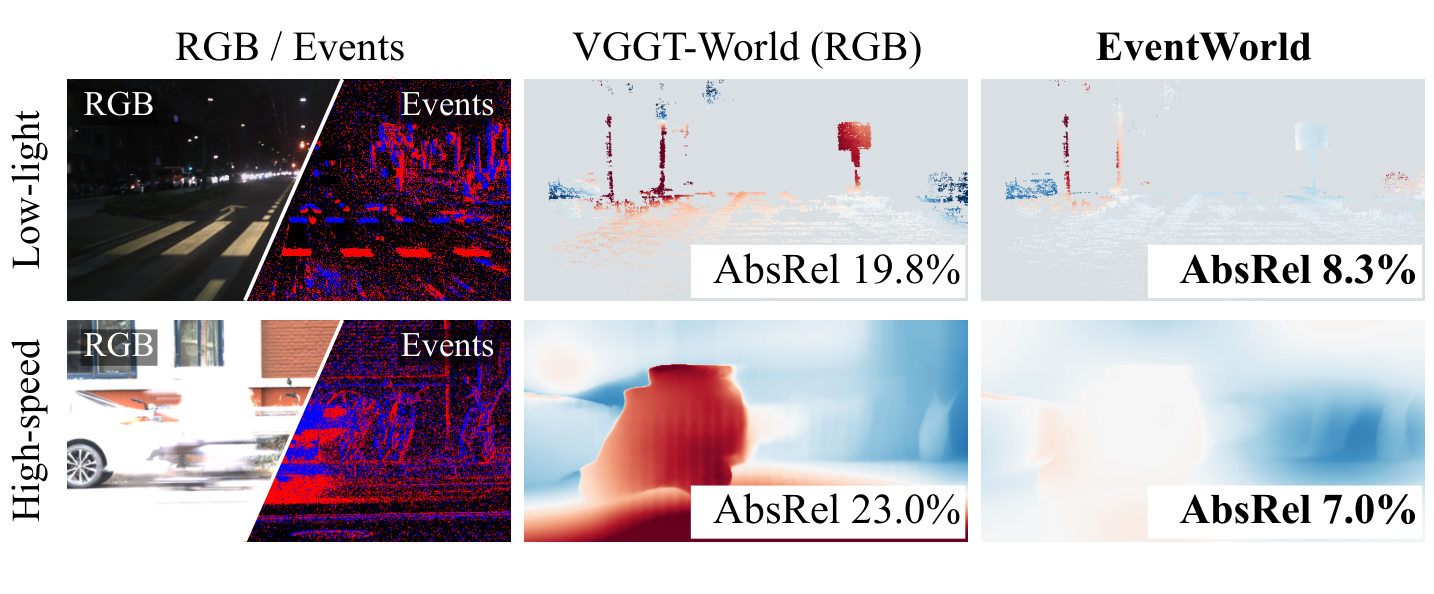 RGB / Events
VGGT-World (RGB)
EventWorld
Low-light
RGB
Events
AbsRel 19.8%
AbsRel 8.3%
High-speed
RGB
Events
AbsRel 23.0%
AbsRel 7.0%